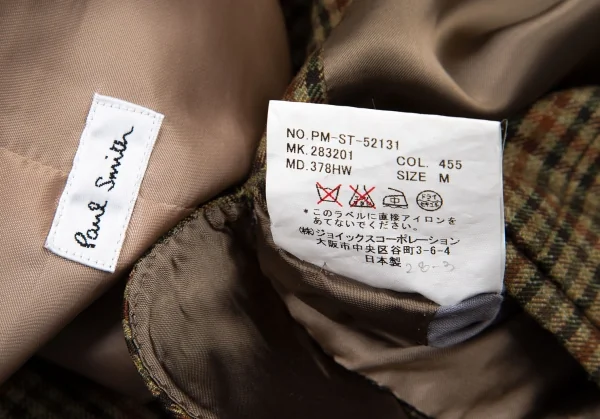 Paul Smith
NO. PM-ST-52131
MK. 283201 COL. 455
MD. 378HW SIZE M
*このラベルに直接アイロンを
あてないでください。
㈱ジョイックスコーポレーション
大阪市中央区谷町3-6-4
日本製 28-3